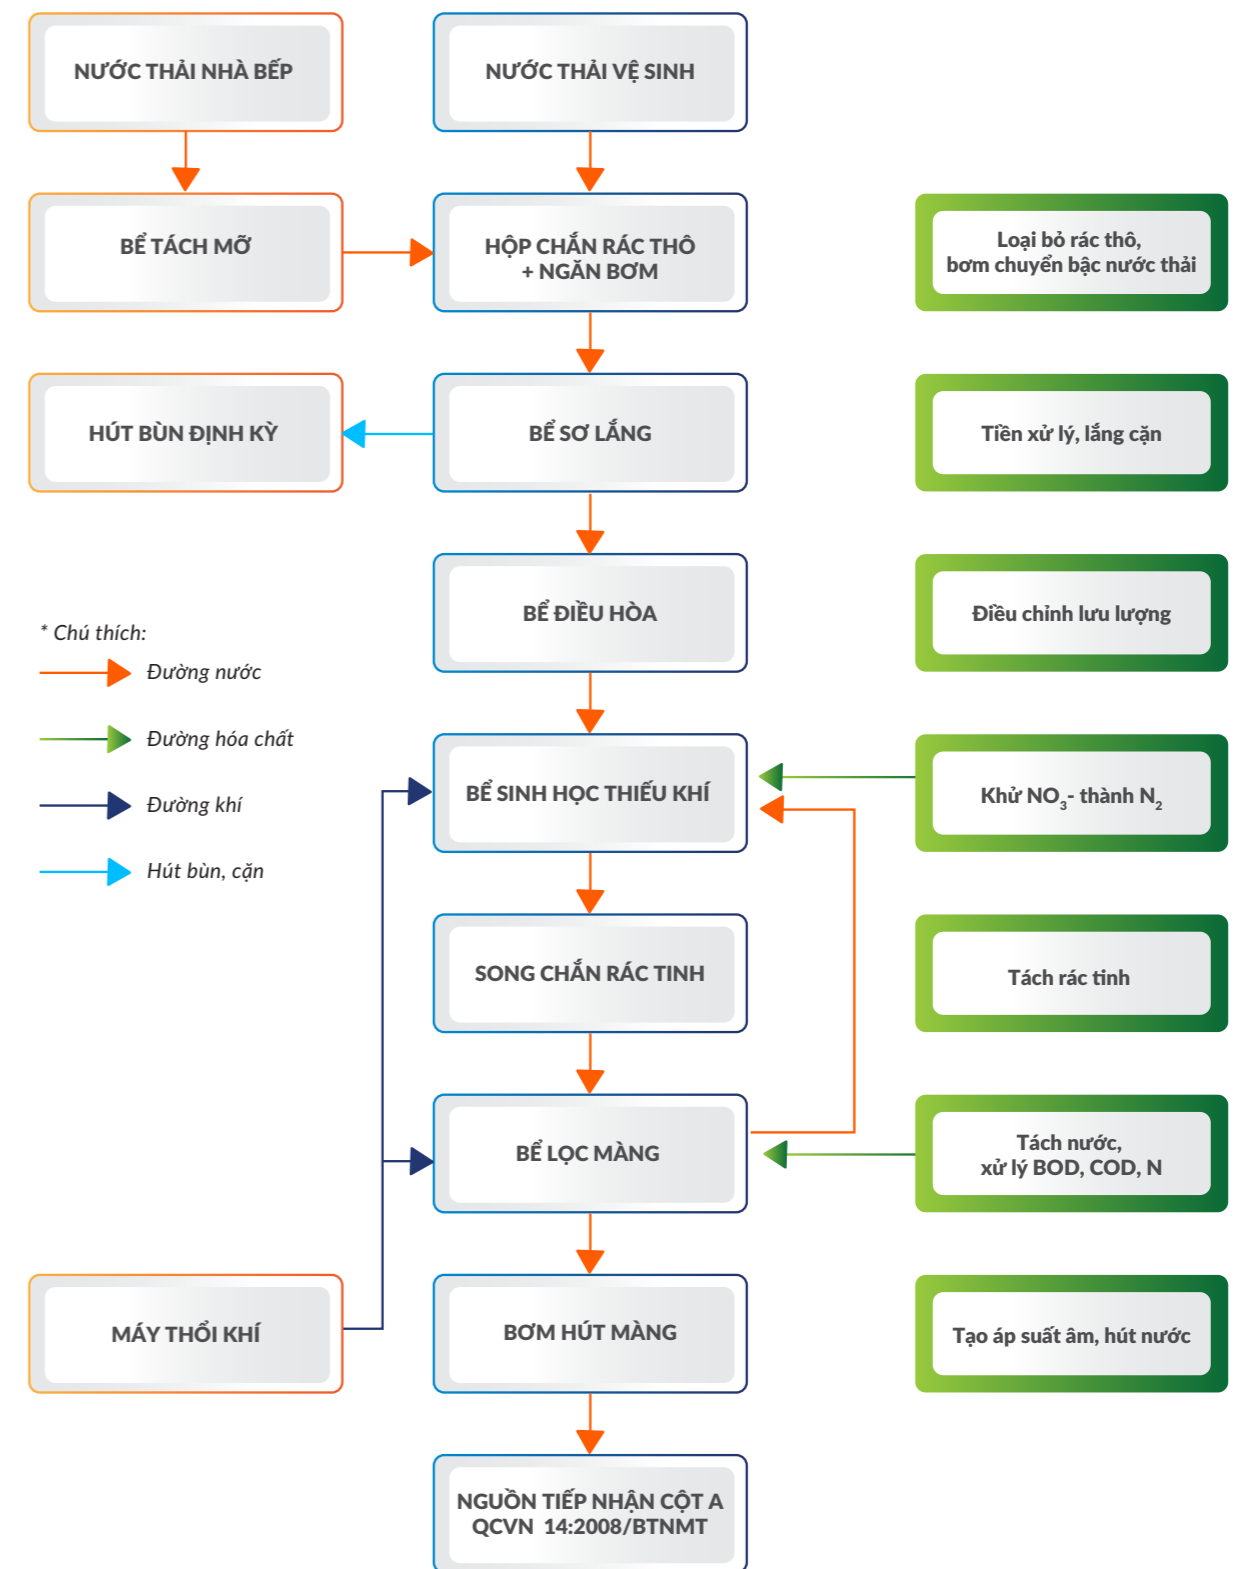 NƯỚC THẢI NHÀ BẾP
NƯỚC THẢI VỆ SINH
BỂ TÁCH MỠ
HỘP CHẮN RÁC THÔ
+ NGĂN BƠM
Loại bỏ rác thô,
bơm chuyển bậc nước thải
HÚT BÙN ĐỊNH KỲ
BỂ SƠ LẮNG
Tiền xử lý, lắng cặn
BỂ ĐIỀU HÒA
Điều chỉnh lưu lượng
* Chú thích:
Đường nước
Đường hóa chất
Đường khí
Hút bùn, cặn
BỂ SINH HỌC THIẾU KHÍ
Khử NO₃- thành N₂
SONG CHẮN RÁC TINH
Tách rác tinh
BỂ LỌC MÀNG
Tách nước,
xử lý BOD, COD, N
MÁY THỔI KHÍ
BƠM HÚT MÀNG
Tạo áp suất âm, hút nước
NGUỒN TIẾP NHẬN CỘT A
QCVN 14:2008/BTNMT